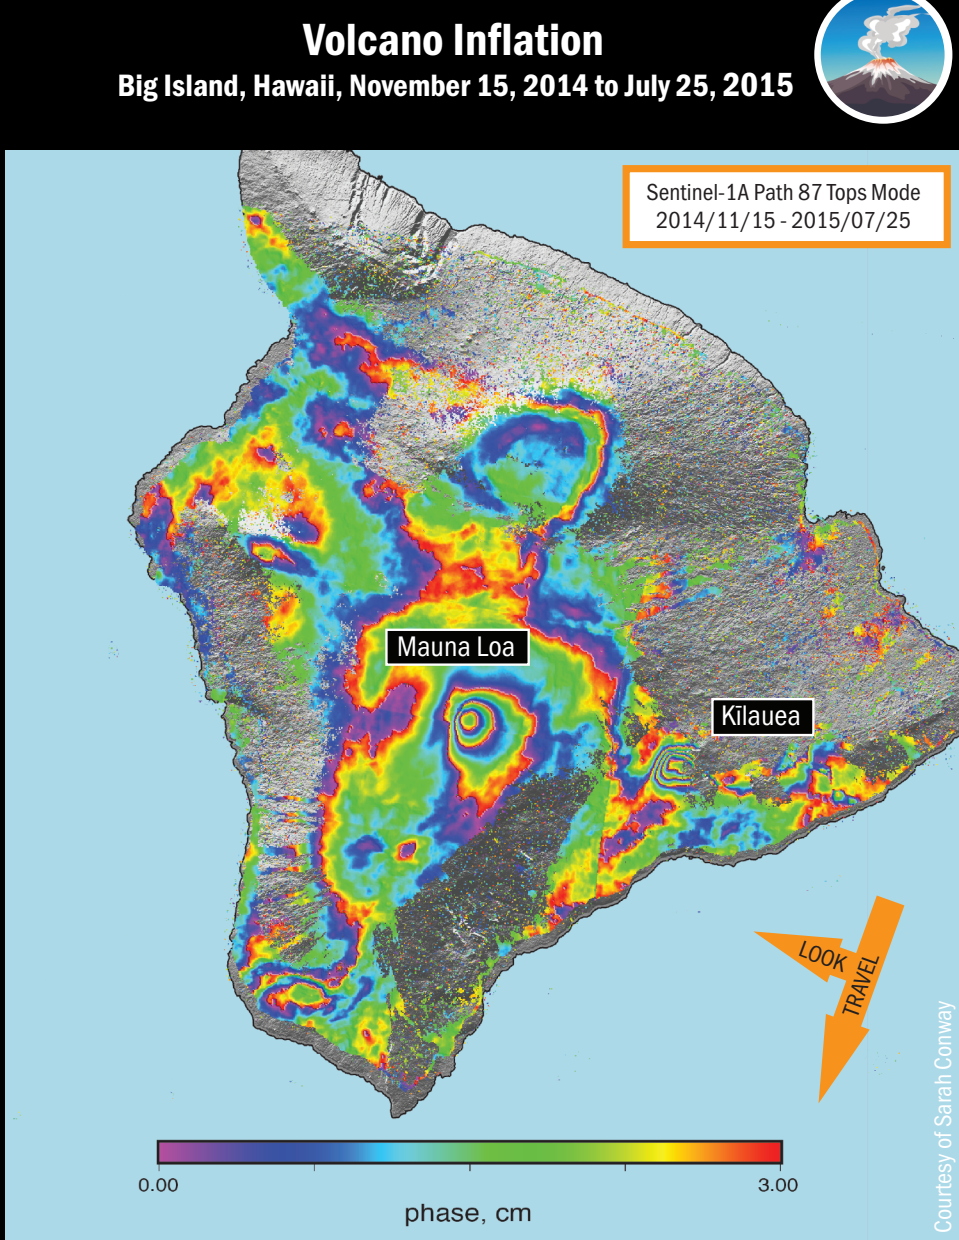 Volcano Inflation
Big Island, Hawaii, November 15, 2014 to July 25, 2015
Sentinel-1A Path 87 Tops Mode
2014/11/15 - 2015/07/25
Mauna Loa
Kīlauea
LOOK
TRAVEL
Courtesy of Sarah Conway
0.00
3.00
phase, cm